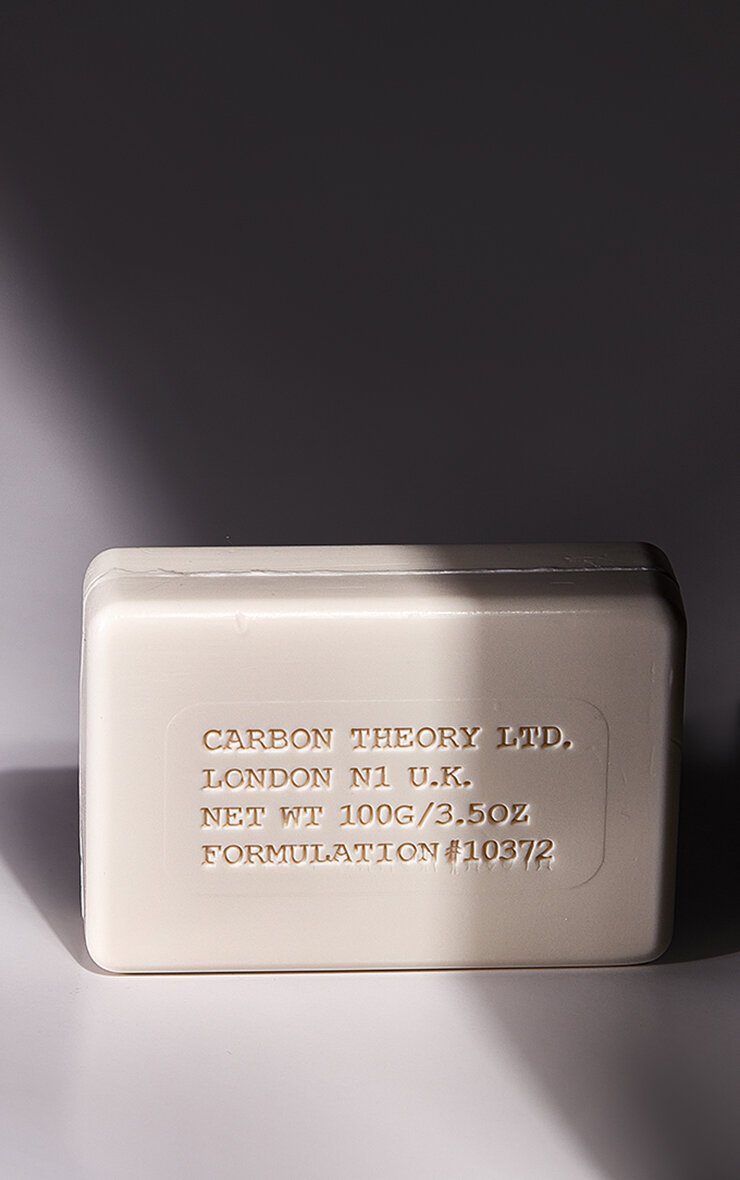 CARBON THEORY LTD.
LONDON N1 U.K.
NET WT 100G/3.5OZ
FORMULATION #10372